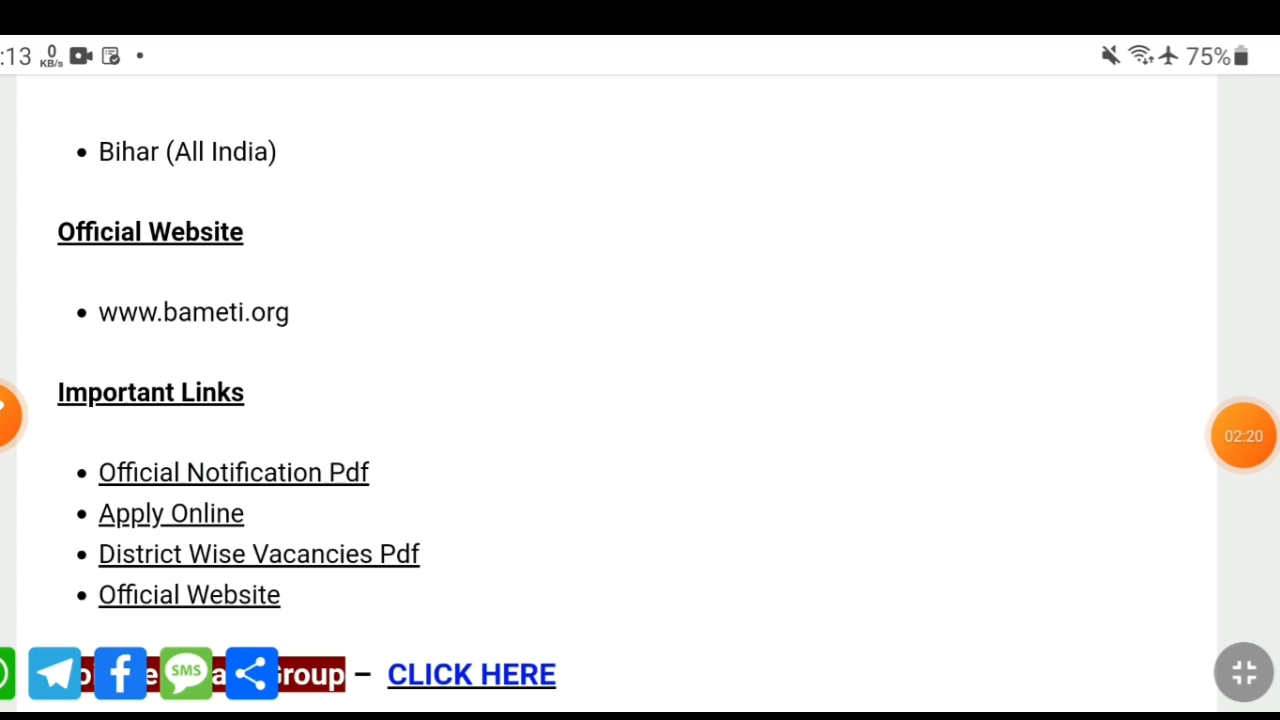 :13 0 KB/s 75%
Bihar (All India)
Official Website
www.bameti.org
Important Links
Official Notification Pdf
Apply Online
02:20
District Wise Vacancies Pdf
Official Website
SMS
roup – CLICK HERE